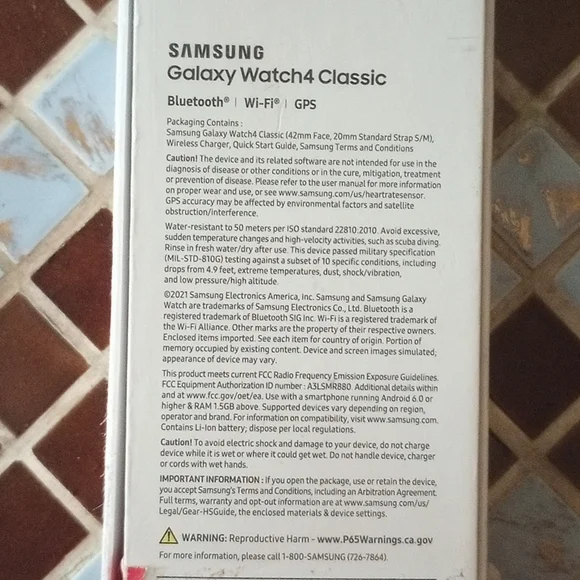 SAMSUNG
Galaxy Watch4 Classic
Bluetooth® | Wi-Fi® | GPS
Packaging Contains :
Samsung Galaxy Watch4 Classic (42mm Face, 20mm Standard Strap S/M),
Wireless Charger, Quick Start Guide, Samsung Terms and Conditions
Caution! The device and its related software are not intended for use in the
diagnosis of disease or other conditions or in the cure, mitigation, treatment
or prevention of disease. Please refer to the user manual for more information
on proper wear and use, or see www.samsung.com/us/heartratesensor.
GPS accuracy may be affected by environmental factors and satellite
obstruction/interference.
Water-resistant to 50 meters per ISO standard 22810:2010. Avoid excessive,
sudden temperature changes and high-velocity activities, such as scuba diving.
Rinse in fresh water/dry after use. This device passed military specification
(MIL-STD-810G) testing against a subset of 10 specific conditions, including
drops from 4.9 feet, extreme temperatures, dust, shock/vibration,
and low pressure/high altitude.
©2021 Samsung Electronics America, Inc. Samsung and Samsung Galaxy
Watch are trademarks of Samsung Electronics Co., Ltd. Bluetooth is a
registered trademark of Bluetooth SIG Inc. Wi-Fi is a registered trademark of
the Wi-Fi Alliance. Other marks are the property of their respective owners.
Enclosed items imported. See each item for country of origin. Portion of
memory occupied by existing content. Device and screen images simulated;
appearance of device may vary.
This product meets current FCC Radio Frequency Emission Exposure Guidelines.
FCC Equipment Authorization ID number : A3LSMR880. Additional details within
and at www.fcc.gov/oet/ea. Use with a smartphone running Android 6.0 or
higher & RAM 1.5GB above. Supported devices vary depending on region,
operator and brand. For information on compatibility, visit www.samsung.com.
Contains Li-Ion battery; dispose per local regulations.
Caution! To avoid electric shock and damage to your device, do not charge
device while it is wet or where it could get wet. Do not handle device, charger
or cords with wet hands.
IMPORTANT INFORMATION : If you open the package, use or retain the device,
you accept Samsung's Terms and Conditions, including an Arbitration Agreement.
Full terms, warranty and opt-out information are at www.samsung.com/us/
Legal/Gear-HSGuide, the enclosed materials & device settings.
WARNING: Reproductive Harm - www.P65Warnings.ca.gov
For more information, please call 1-800-SAMSUNG (726-7864).